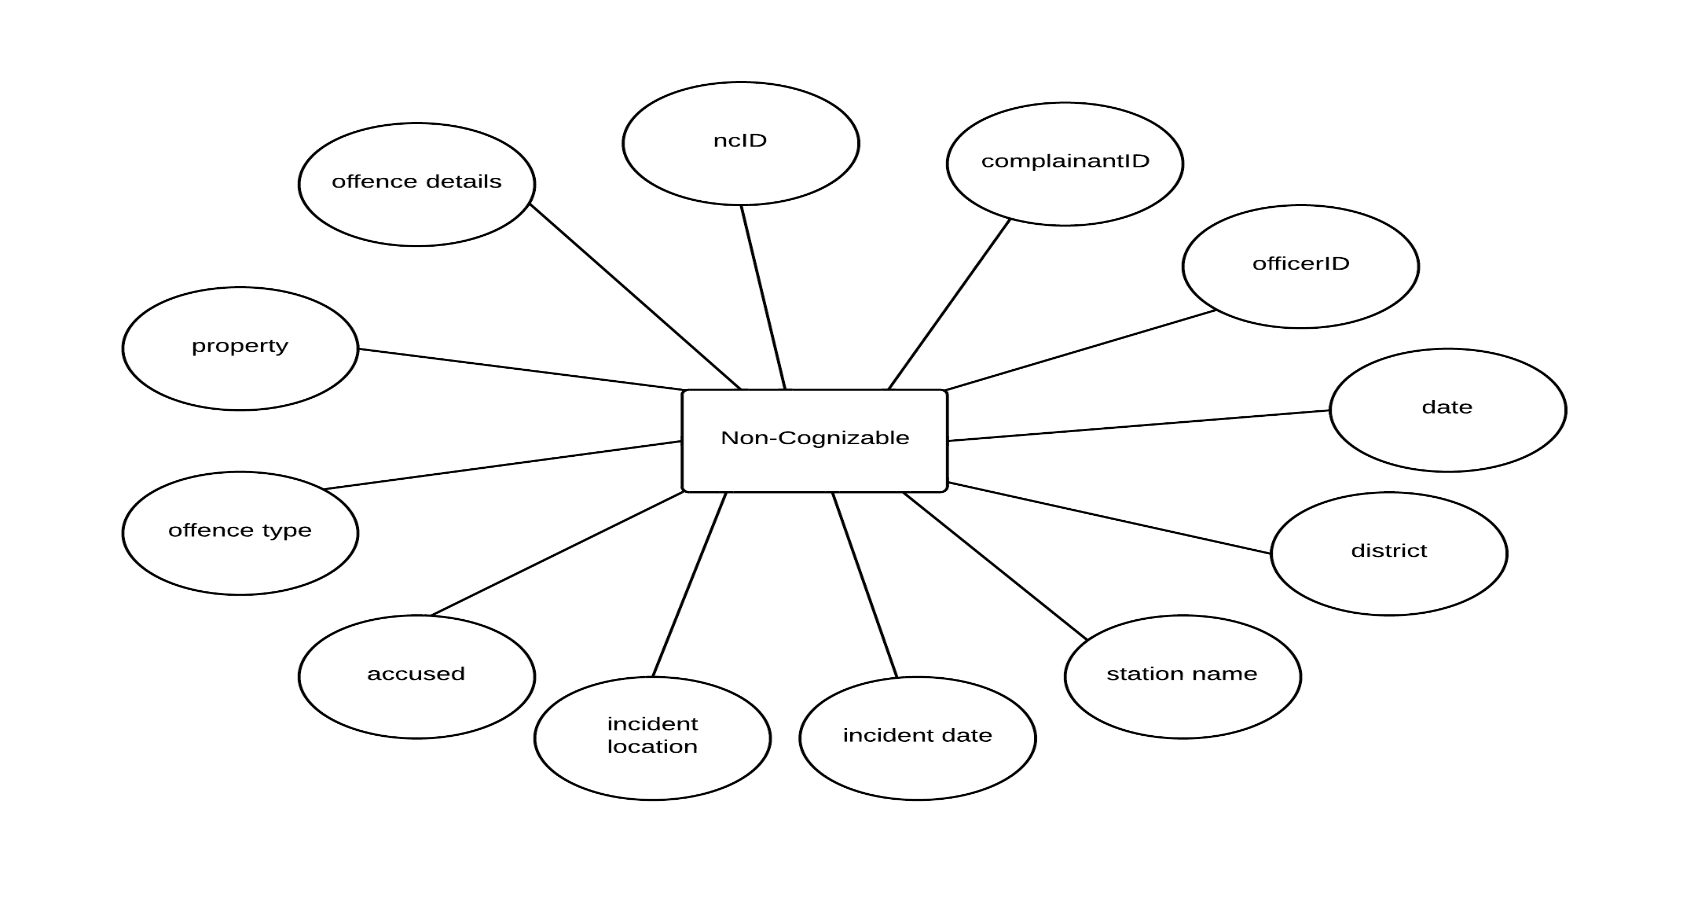 ncID
complainantID
offence details
officerID
property
date
Non-Cognizable
offence type
district
accused
station name
incident
location
incident date